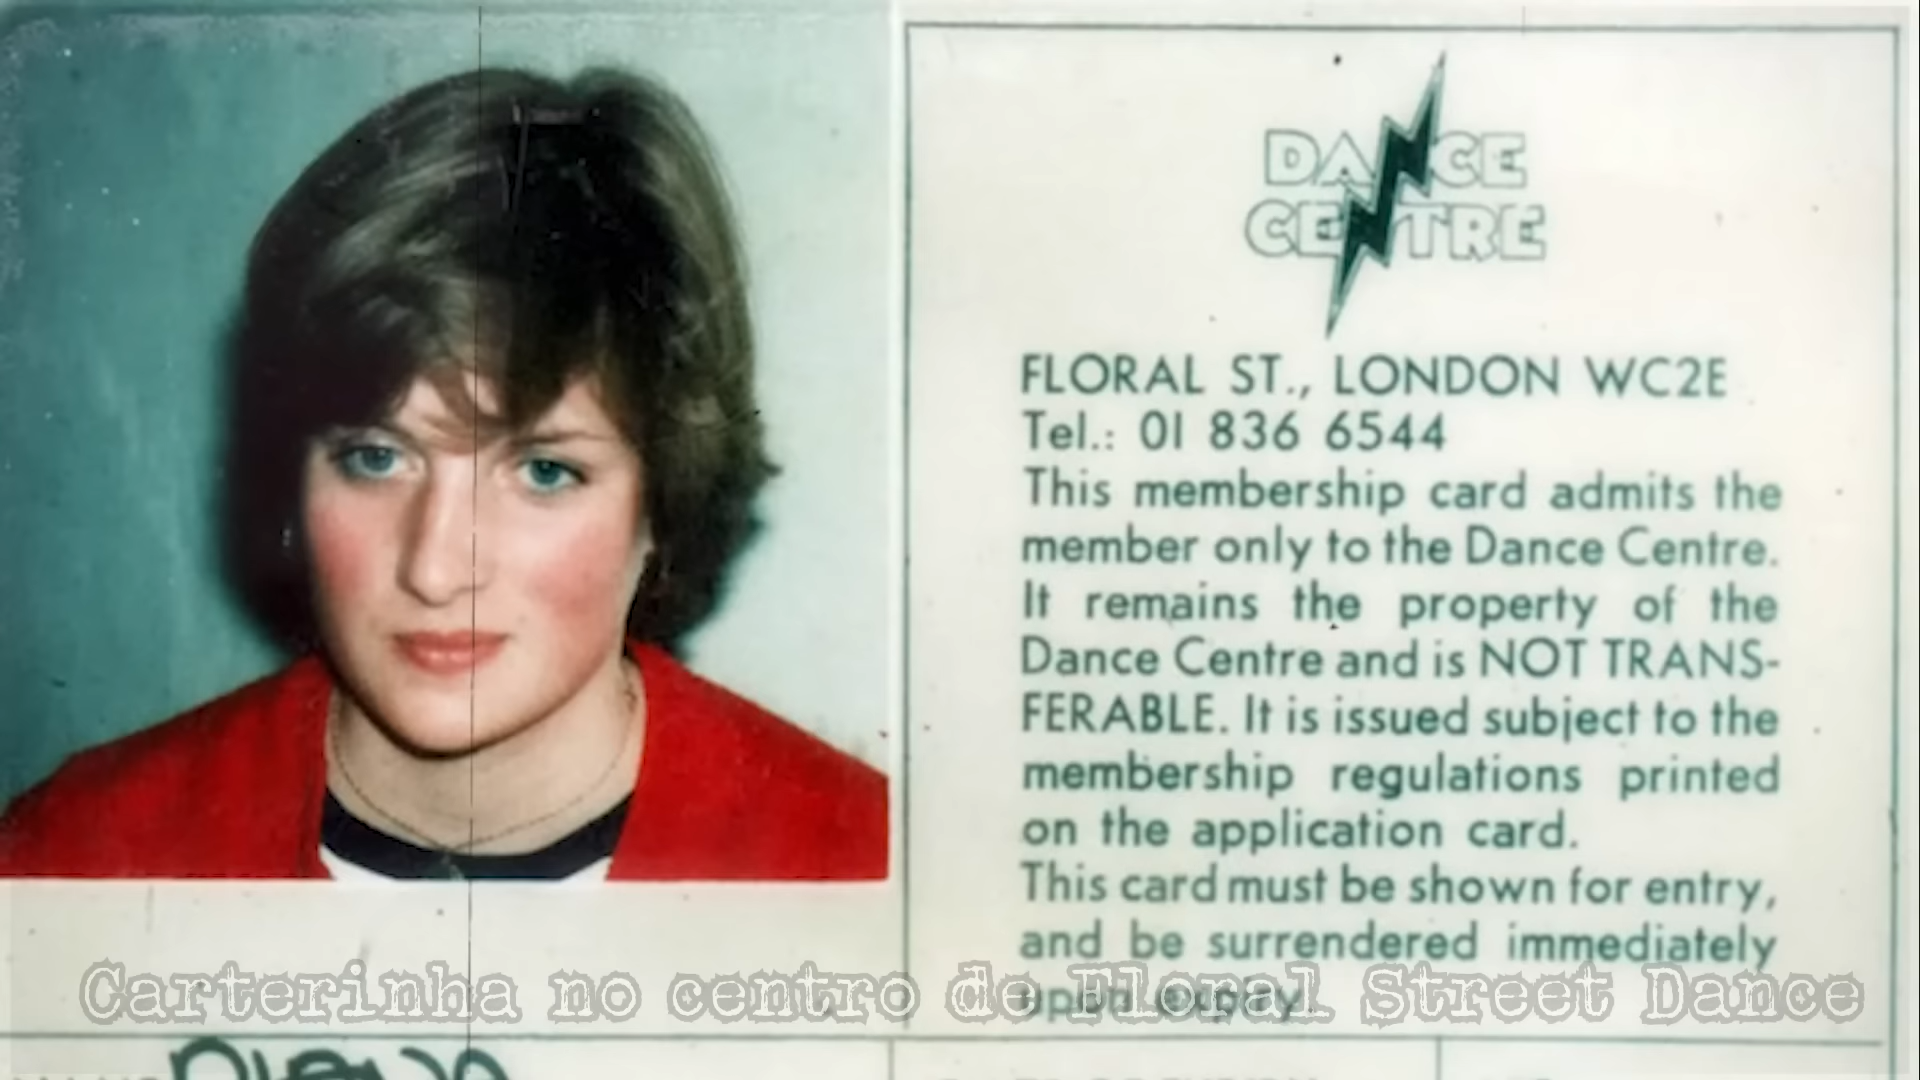 DANCE
CENTRE
FLORAL ST., LONDON WC2E
Tel.: 01 836 6544
This membership card admits the
member only to the Dance Centre.
It remains the property of the
Dance Centre and is NOT TRANS-
FERABLE. It is issued subject to the
membership regulations printed
on the application card.
This card must be shown for entry,
and be surrendered immediately
upon expiry.
Carterinha no centro de Floral Street Dance